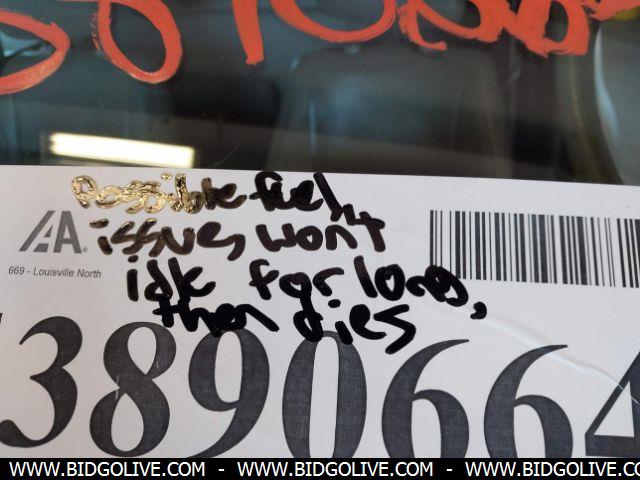 Possible fuel
issues, won't
idle for long,
then dies
IAA.
669 - Louisville North
3890664
WWW.BIDGOLIVE.COM - WWW.BIDGOLIVE.COM - WWW.BIDGOLIVE.COM